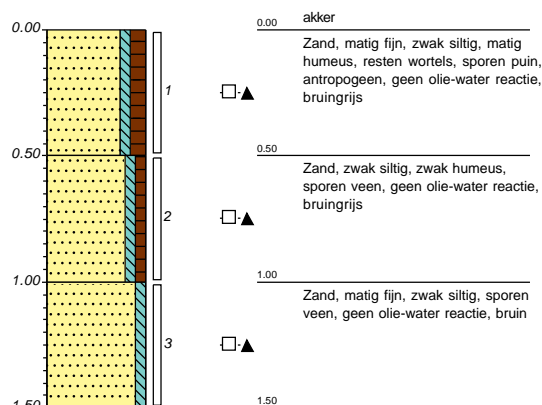 akker
0.00
0.00
Zand, matig fijn, zwak siltig, matig
humeus, resten wortels, sporen puin,
antropogeen, geen olie-water reactie,
bruingrijs
1
0.50
0.50
Zand, zwak siltig, zwak humeus,
sporen veen, geen olie-water reactie,
bruingrijs
2
1.00
1.00
Zand, matig fijn, zwak siltig, sporen
veen, geen olie-water reactie, bruin
3
1.50
1.50